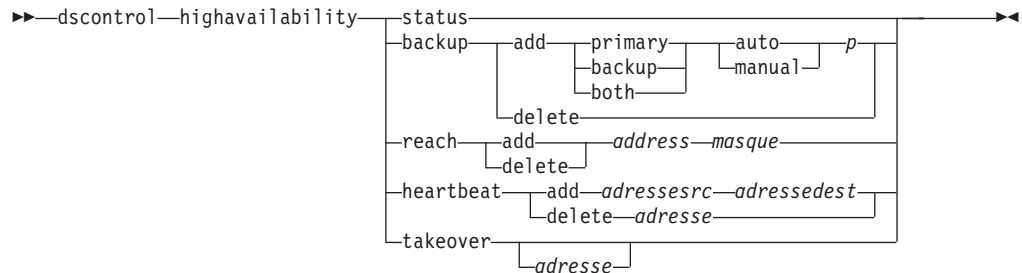 dscontrol highavailability status
backup add primary auto p
backup manual
both
delete
reach add address masque
delete
heartbeat add adressesrc adressedest
delete adresse
takeover
adresse